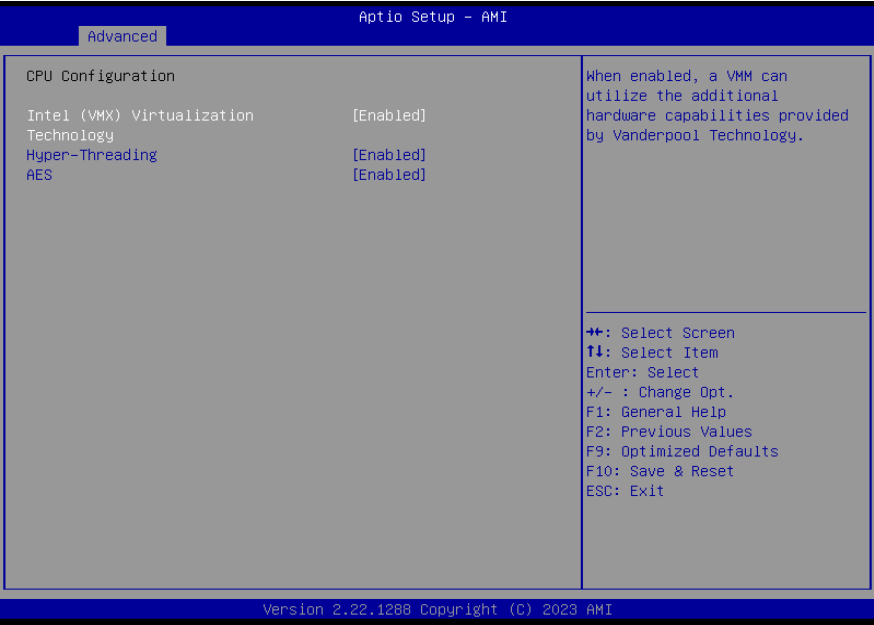 Aptio Setup – AMI
Advanced
CPU Configuration
Intel (VMX) Virtualization [Enabled]
Technology
Hyper-Threading [Enabled]
AES [Enabled]
When enabled, a VMM can
utilize the additional
hardware capabilities provided
by Vanderpool Technology.
→←: Select Screen
↑↓: Select Item
Enter: Select
+/- : Change Opt.
F1: General Help
F2: Previous Values
F9: Optimized Defaults
F10: Save & Reset
ESC: Exit
Version 2.22.1288 Copyright (C) 2023 AMI